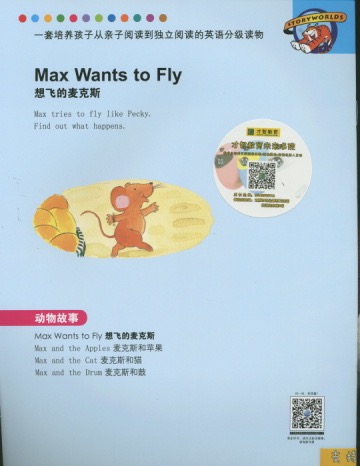 一套培养孩子从亲子阅读到独立阅读的英语分级读物
STORYWORLDS
Max Wants to Fly
想飞的麦克斯
Max tries to fly like Pecky.
Find out what happens.
动物故事
Max Wants to Fly 想飞的麦克斯
Max and the Apples 麦克斯和苹果
Max and the Cat 麦克斯和猫
Max and the Drum 麦克斯和鼓